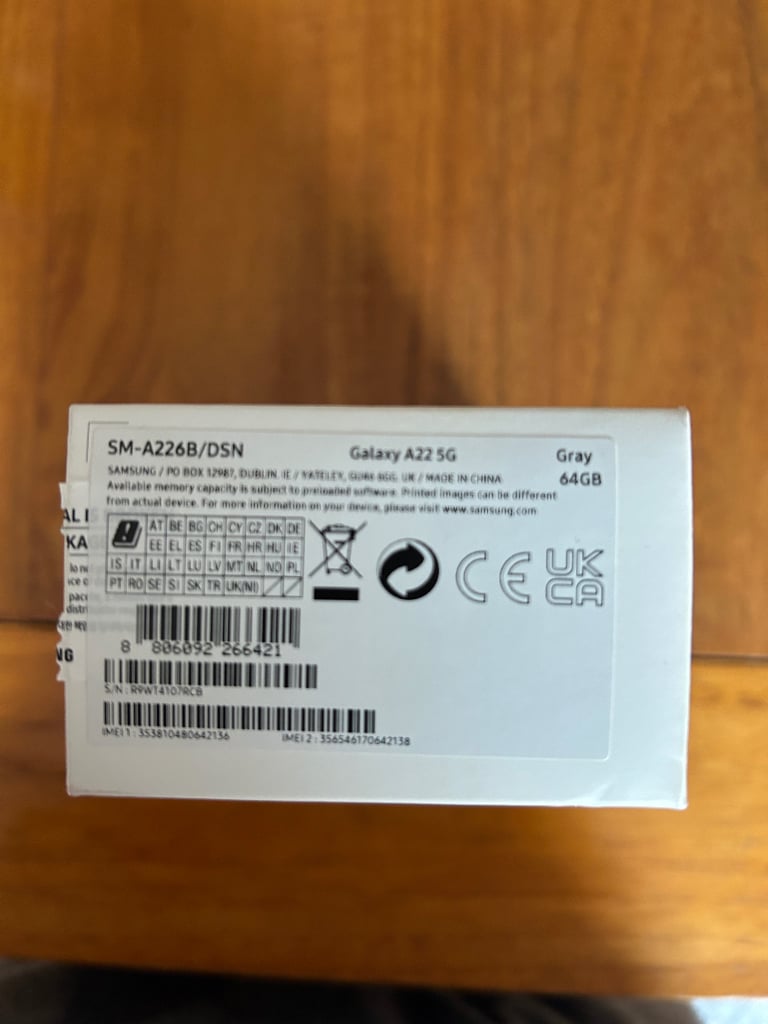 SM-A226B/DSN
Galaxy A22 5G
Gray
64GB
SAMSUNG / PO BOX 12987, DUBLIN. IE / YATELEY, GU46 6GG. UK / MADE IN CHINA
Available memory capacity is subject to preloaded software. Printed images can be different
from actual device. For more information on your device, please visit www.samsung.com
AT BE BG CH CY CZ DK DE
EE EL ES FI FR HR HU IE
IS IT LI LT LU LV MT NL NO PL
PT RO SE SI SK TR UK(NI)
CE
UK
CA
8 806092 266421
S/N : R9WT4107RCB
IMEI 1 : 353810480642136
IMEI 2 : 356546170642138